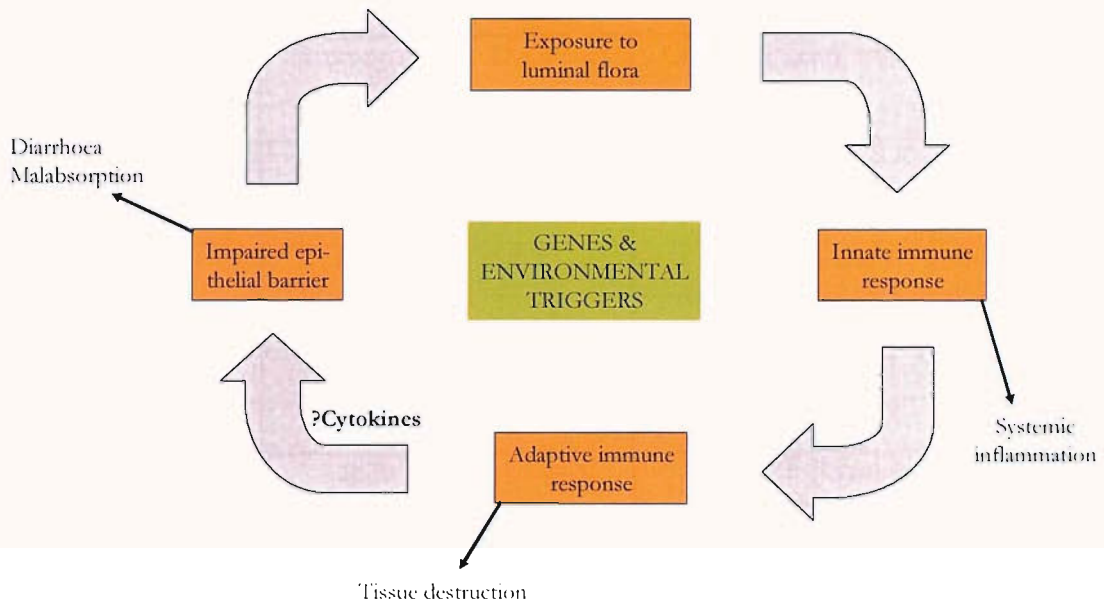 Exposure to
luminal flora
Diarrhoea
Malabsorption
Impaired epi-
thelial barrier
GENES &
ENVIRONMENTAL
TRIGGERS
Innate immune
response
?Cytokines
Adaptive immune
response
Systemic
inflammation
Tissue destruction